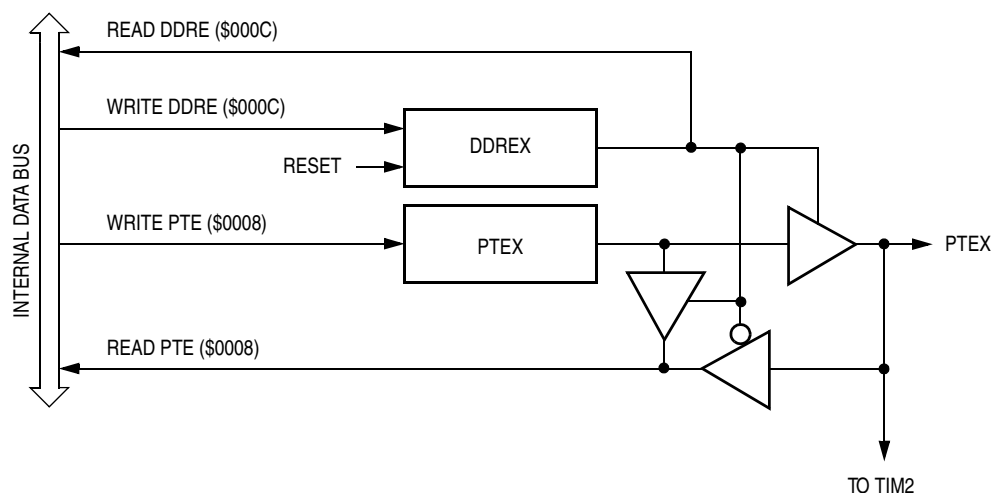 READ DDRE ($000C)
WRITE DDRE ($000C)
DDREX
RESET
INTERNAL DATA BUS
WRITE PTE ($0008)
PTEX
PTEX
READ PTE ($0008)
TO TIM2